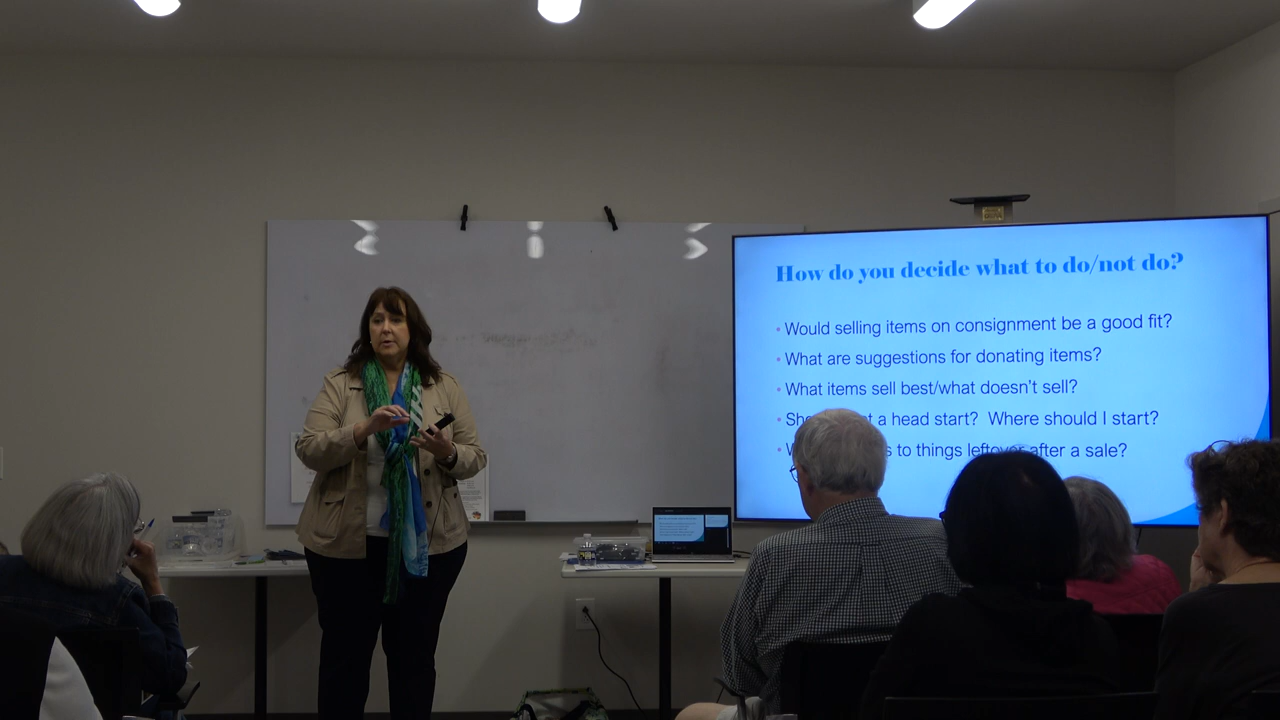 How do you decide what to do/not do?
• Would selling items on consignment be a good fit?
• What are suggestions for donating items?
• What items sell best/what doesn't sell?
• a head start? Where should I start?
• to things leftover after a sale?